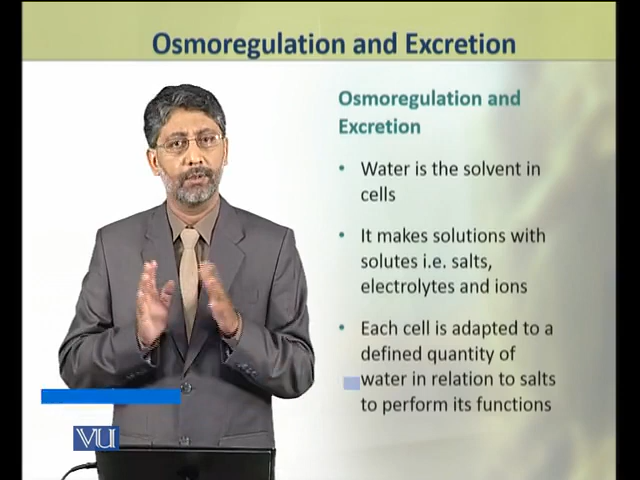 Osmoregulation and Excretion
Osmoregulation and
Excretion
• Water is the solvent in
cells
• It makes solutions with
solutes i.e. salts,
electrolytes and ions
• Each cell is adapted to a
defined quantity of
water in relation to salts
to perform its functions
VU